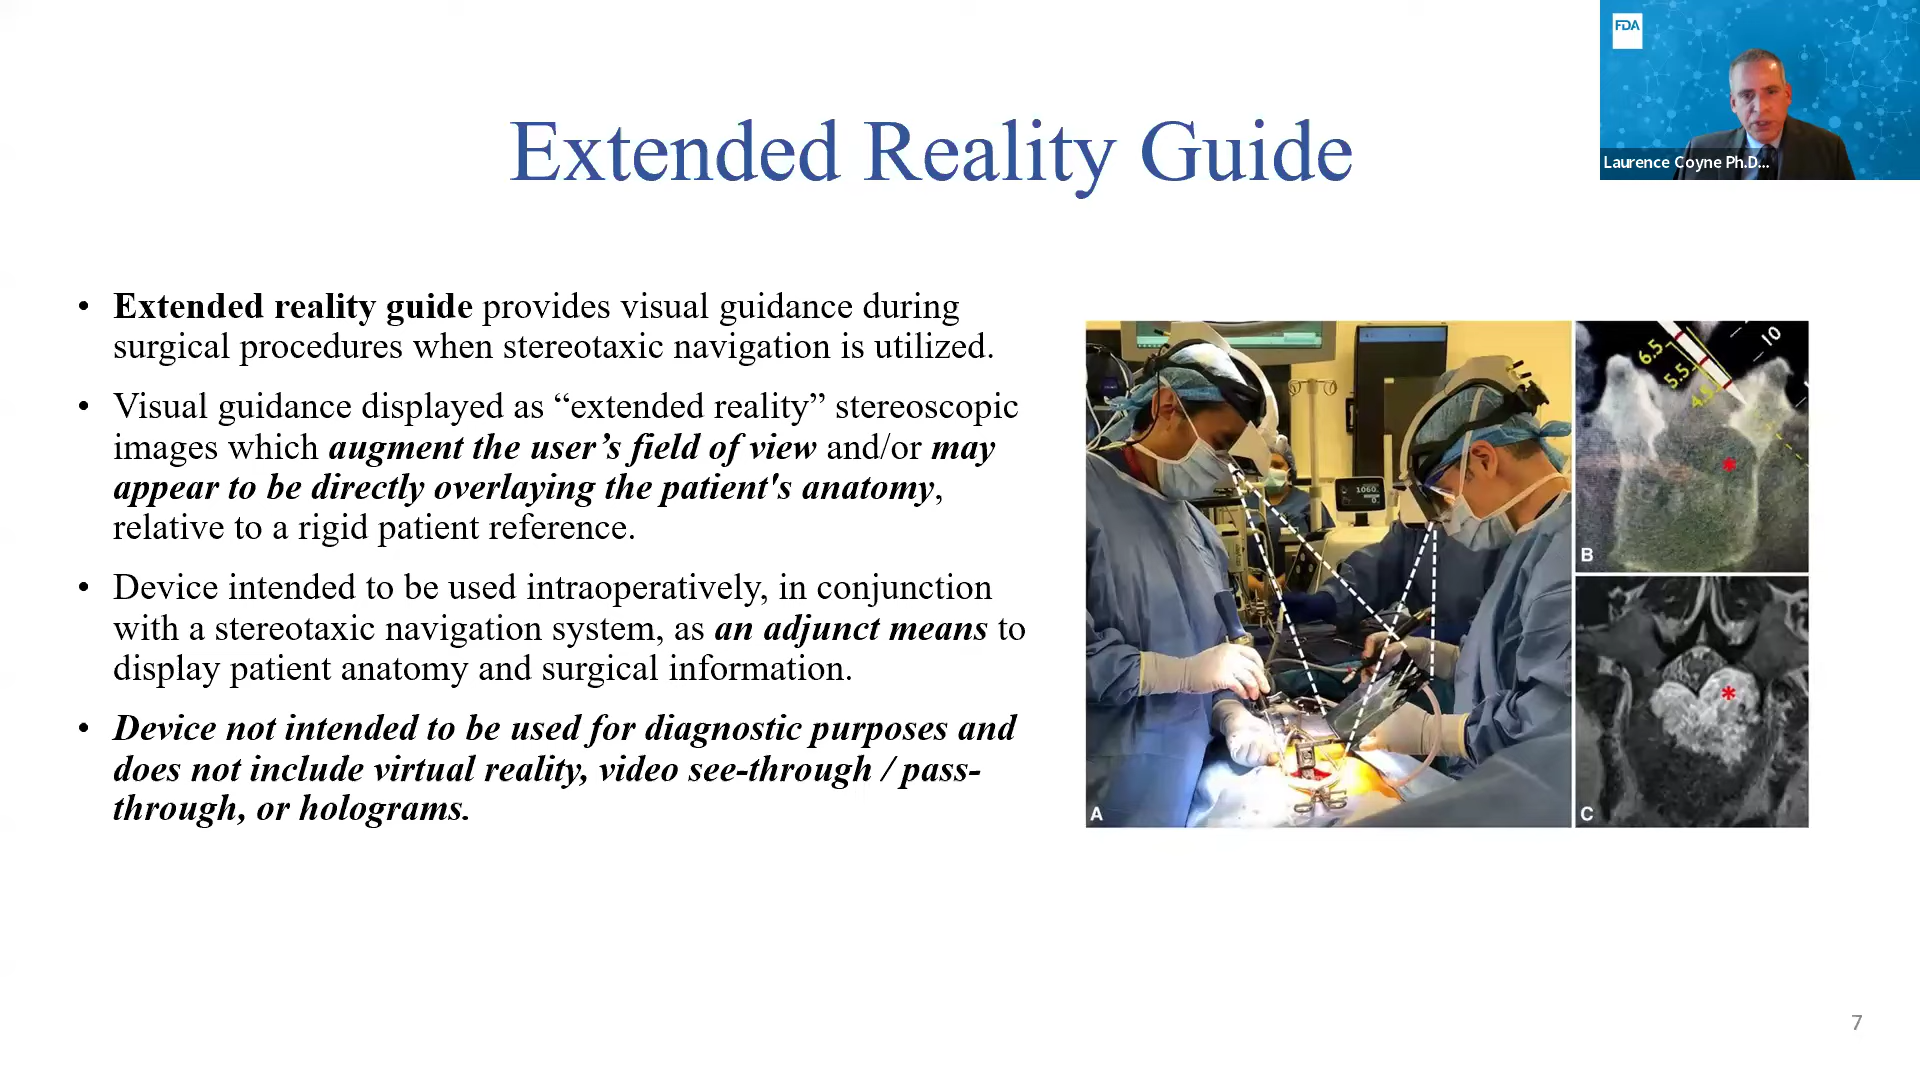 FDA
Laurence Coyne Ph.D...
Extended Reality Guide
• Extended reality guide provides visual guidance during
surgical procedures when stereotaxic navigation is utilized.
• Visual guidance displayed as “extended reality” stereoscopic
images which augment the user’s field of view and/or may
appear to be directly overlaying the patient's anatomy,
relative to a rigid patient reference.
• Device intended to be used intraoperatively, in conjunction
with a stereotaxic navigation system, as an adjunct means to
display patient anatomy and surgical information.
• Device not intended to be used for diagnostic purposes and
does not include virtual reality, video see-through / pass-
through, or holograms.
1060
A
6.5
5.5
4.5
10
*
B
*
C
7